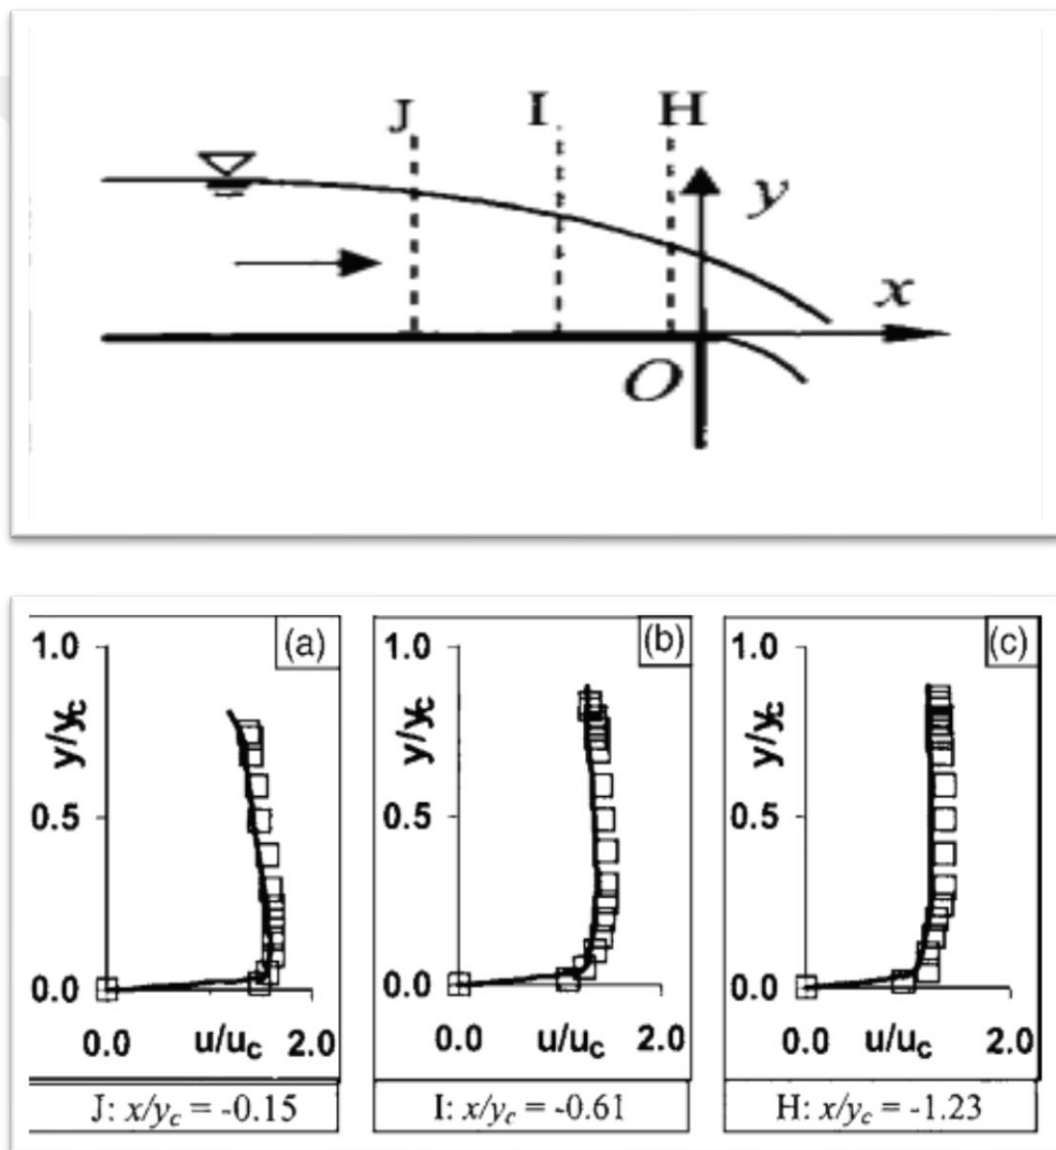 J I H
y
x
O
(a) (b) (c)
1.0 1.0 1.0
y/yc y/yc y/yc
0.5 0.5 0.5
0.0 0.0 0.0
0.0 u/uc 2.0 0.0 u/uc 2.0 0.0 u/uc 2.0
J: x/yc = -0.15 I: x/yc = -0.61 H: x/yc = -1.23